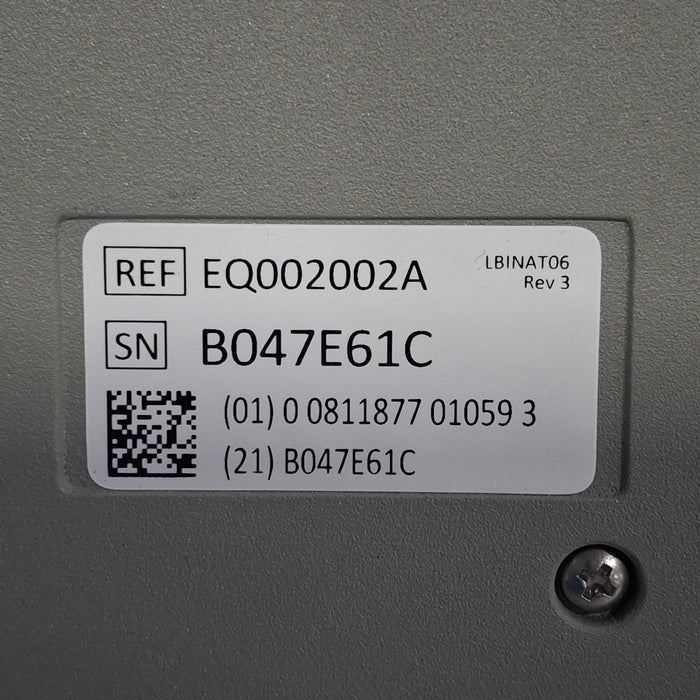 REF EQ002002A
LBINAT06
Rev 3
SN B047E61C
(01) 0 0811877 01059 3
(21) B047E61C